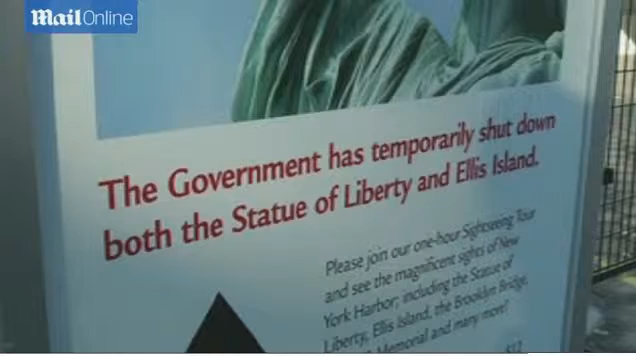 Mail Online
The Government has temporarily shut down
both the Statue of Liberty and Ellis Island.
Please join our one-hour Sightseeing Tour
and see the magnificent sights of New
York Harbor; including the Statue of
Liberty, Ellis Island, the Brooklyn Bridge,
Memorial and many more!